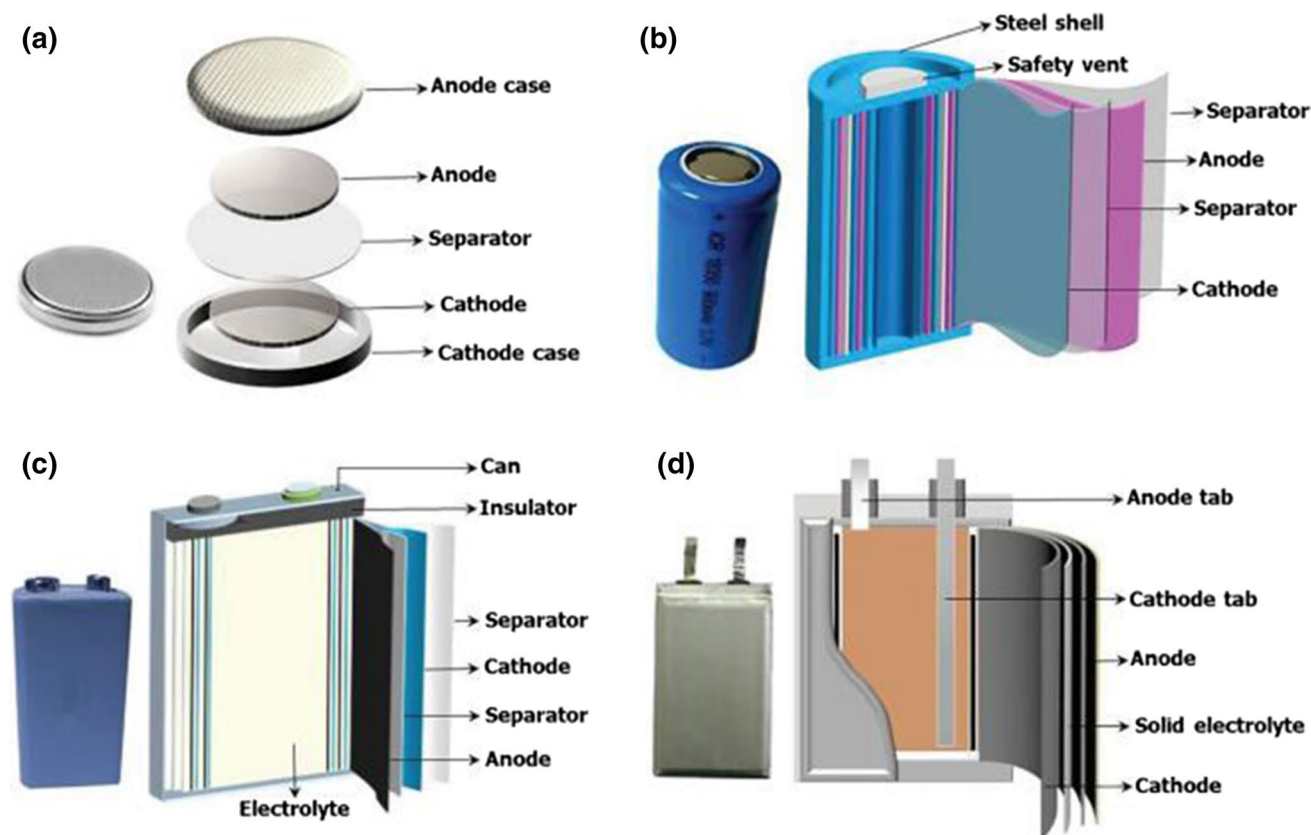 (a)
Anode case
Anode
Separator
Cathode
Cathode case
(b)
Steel shell
Safety vent
Separator
Anode
Separator
Cathode
(c)
Can
Insulator
Separator
Cathode
Separator
Anode
Electrolyte
(d)
Anode tab
Cathode tab
Anode
Solid electrolyte
Cathode